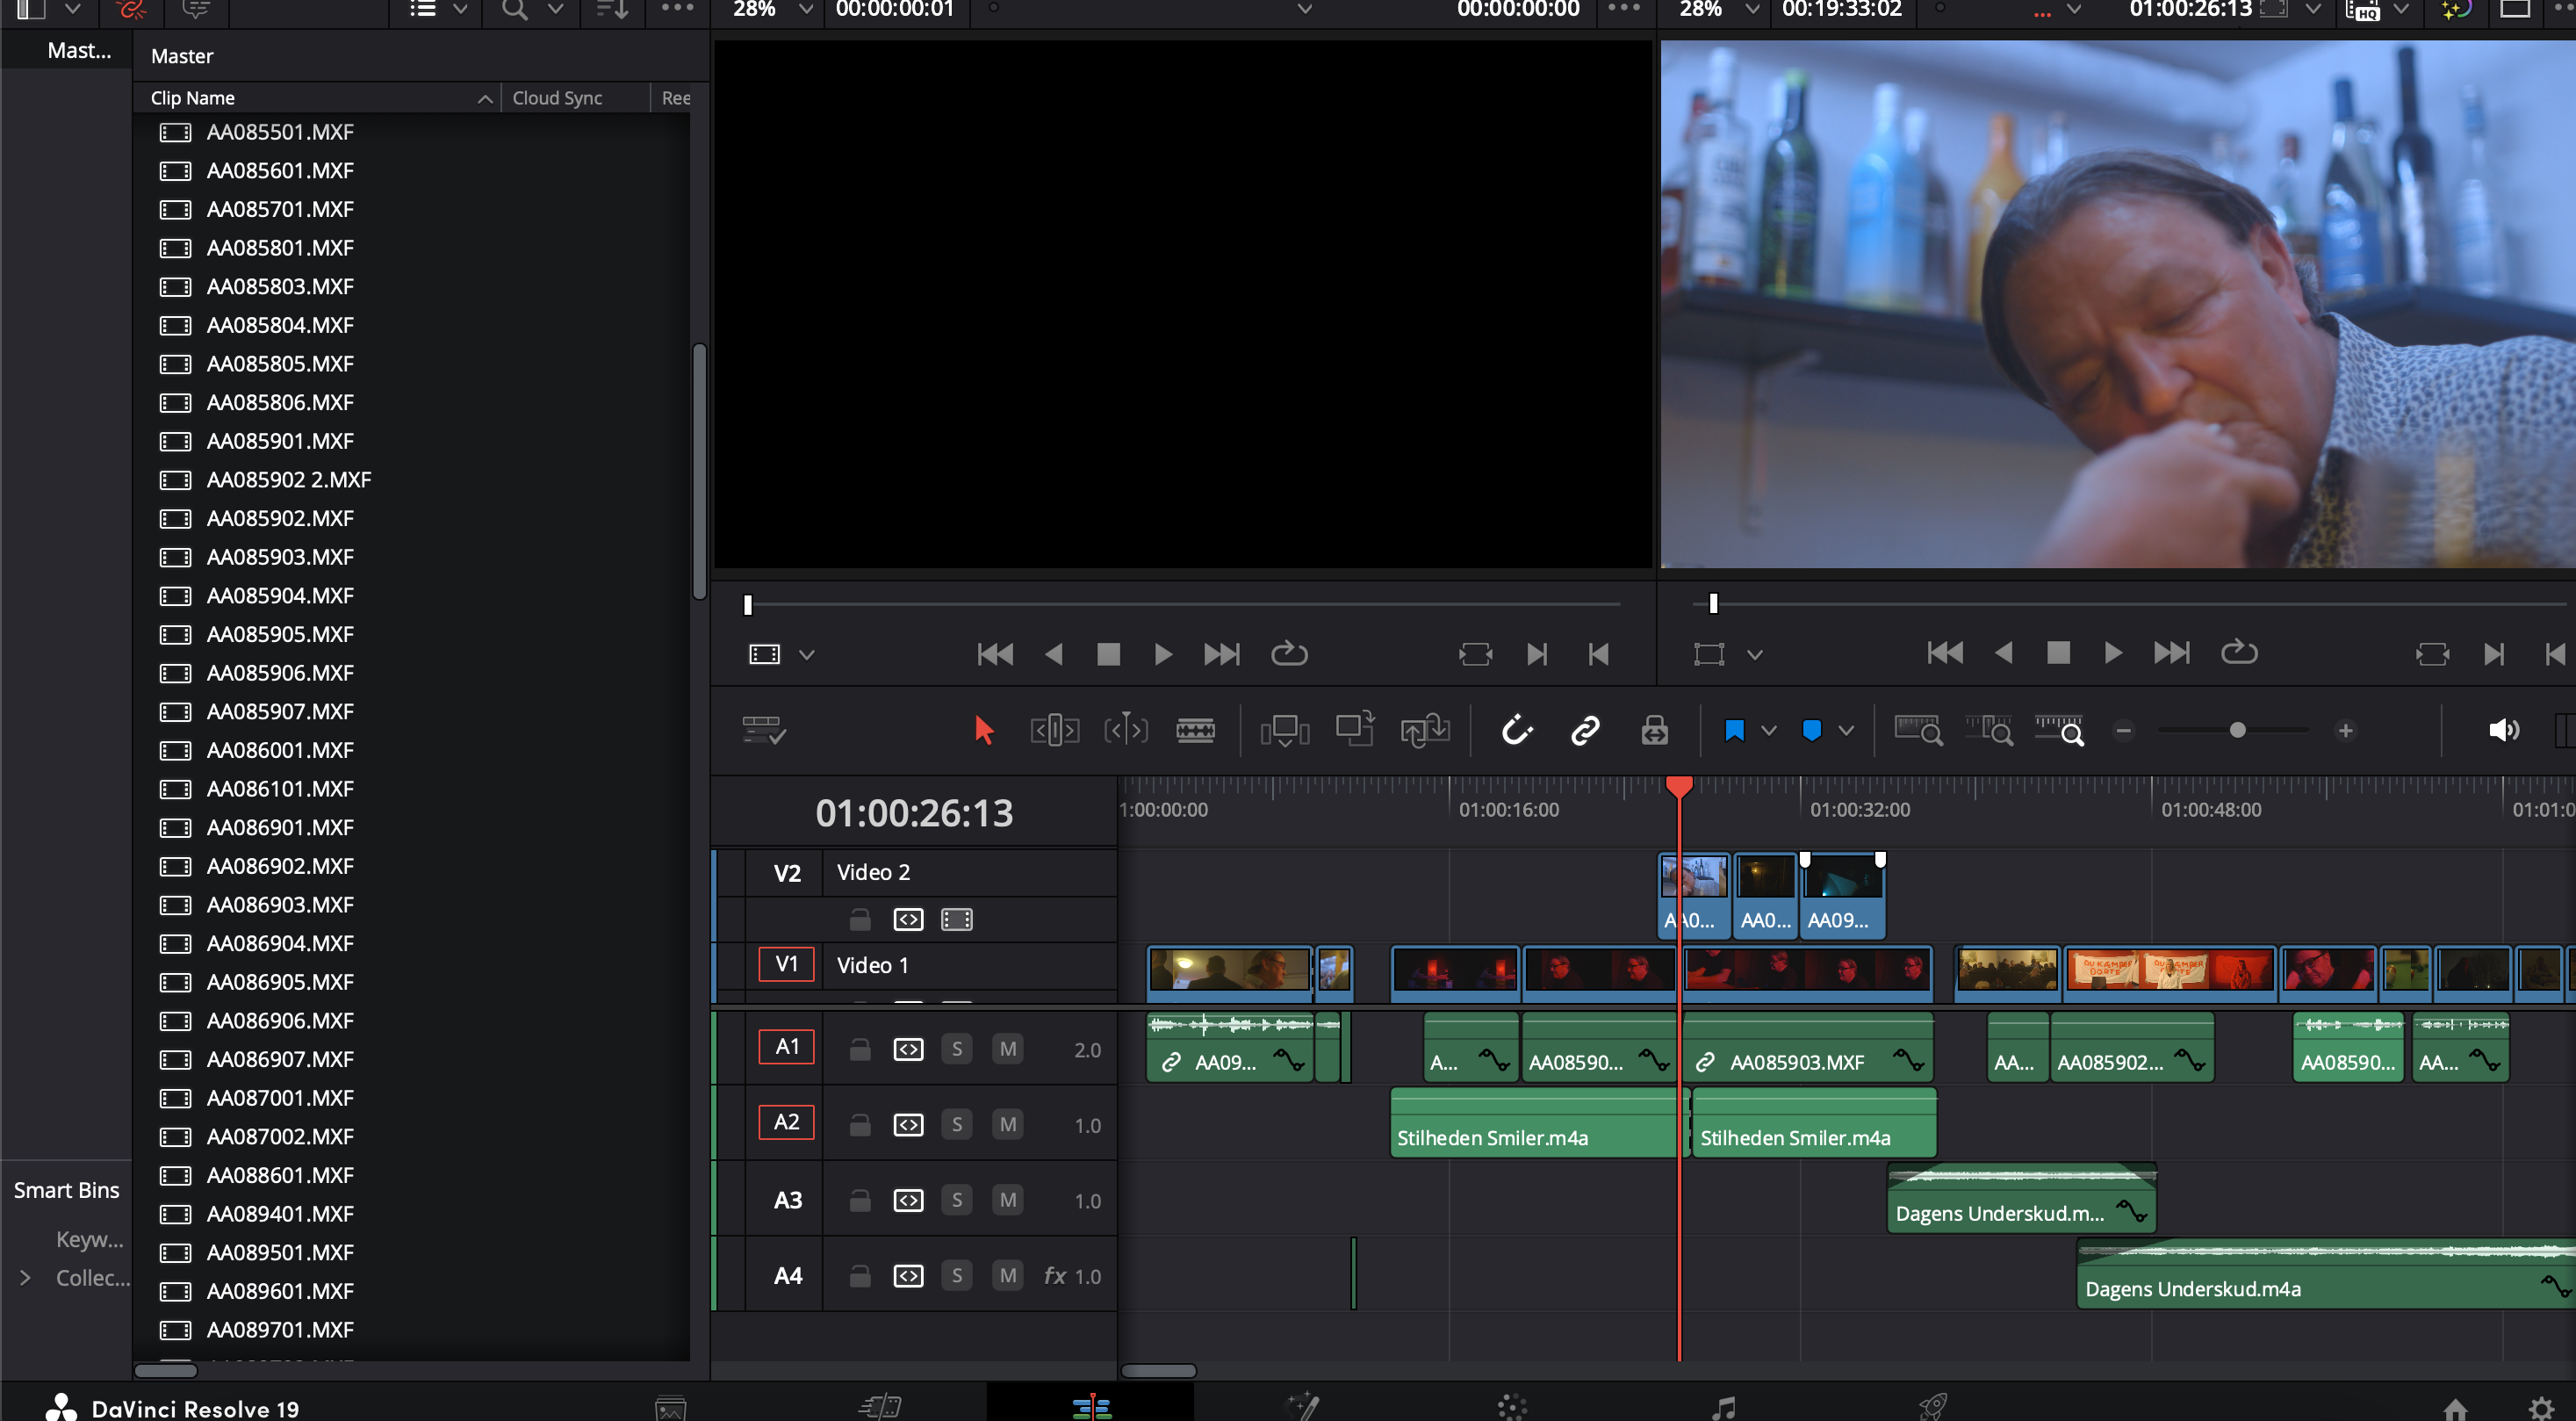 28%
00:00:00:01
00:00:00:00
28%
00:19:33:02
01:00:26:13
HQ
Mast...
Master
Clip Name
Cloud Sync
Ree
AA085501.MXF
AA085601.MXF
AA085701.MXF
AA085801.MXF
AA085803.MXF
AA085804.MXF
AA085805.MXF
AA085806.MXF
AA085901.MXF
AA085902 2.MXF
AA085902.MXF
AA085903.MXF
AA085904.MXF
AA085905.MXF
AA085906.MXF
AA085907.MXF
AA086001.MXF
AA086101.MXF
AA086901.MXF
AA086902.MXF
AA086903.MXF
AA086904.MXF
AA086905.MXF
AA086906.MXF
AA086907.MXF
AA087001.MXF
AA087002.MXF
AA088601.MXF
AA089401.MXF
AA089501.MXF
AA089601.MXF
AA089701.MXF
Smart Bins
Keyw...
Collec...
01:00:26:13
1:00:00:00
01:00:16:00
01:00:32:00
01:00:48:00
01:01:0
V2 Video 2
AA0...
AA0...
AA09...
V1 Video 1
DU KÆMPER
DORTE
DU KÆMPER
A1 S M 2.0
AA09...
A...
AA08590...
AA085903.MXF
AA...
AA085902...
AA08590...
AA...
A2 S M 1.0
Stilheden Smiler.m4a
Stilheden Smiler.m4a
A3 S M 1.0
Dagens Underskud.m...
A4 S M fx 1.0
Dagens Underskud.m4a
DaVinci Resolve 19